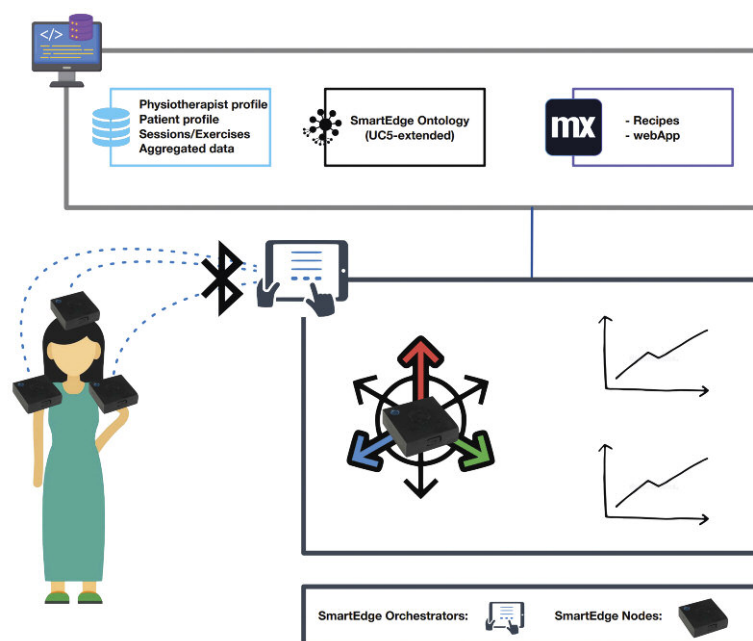 </>
Physiotherapist profile
Patient profile
Sessions/Exercises
Aggregated data
SmartEdge Ontology
(UC5-extended)
mx
- Recipes
- webApp
SmartEdge Orchestrators:
SmartEdge Nodes: